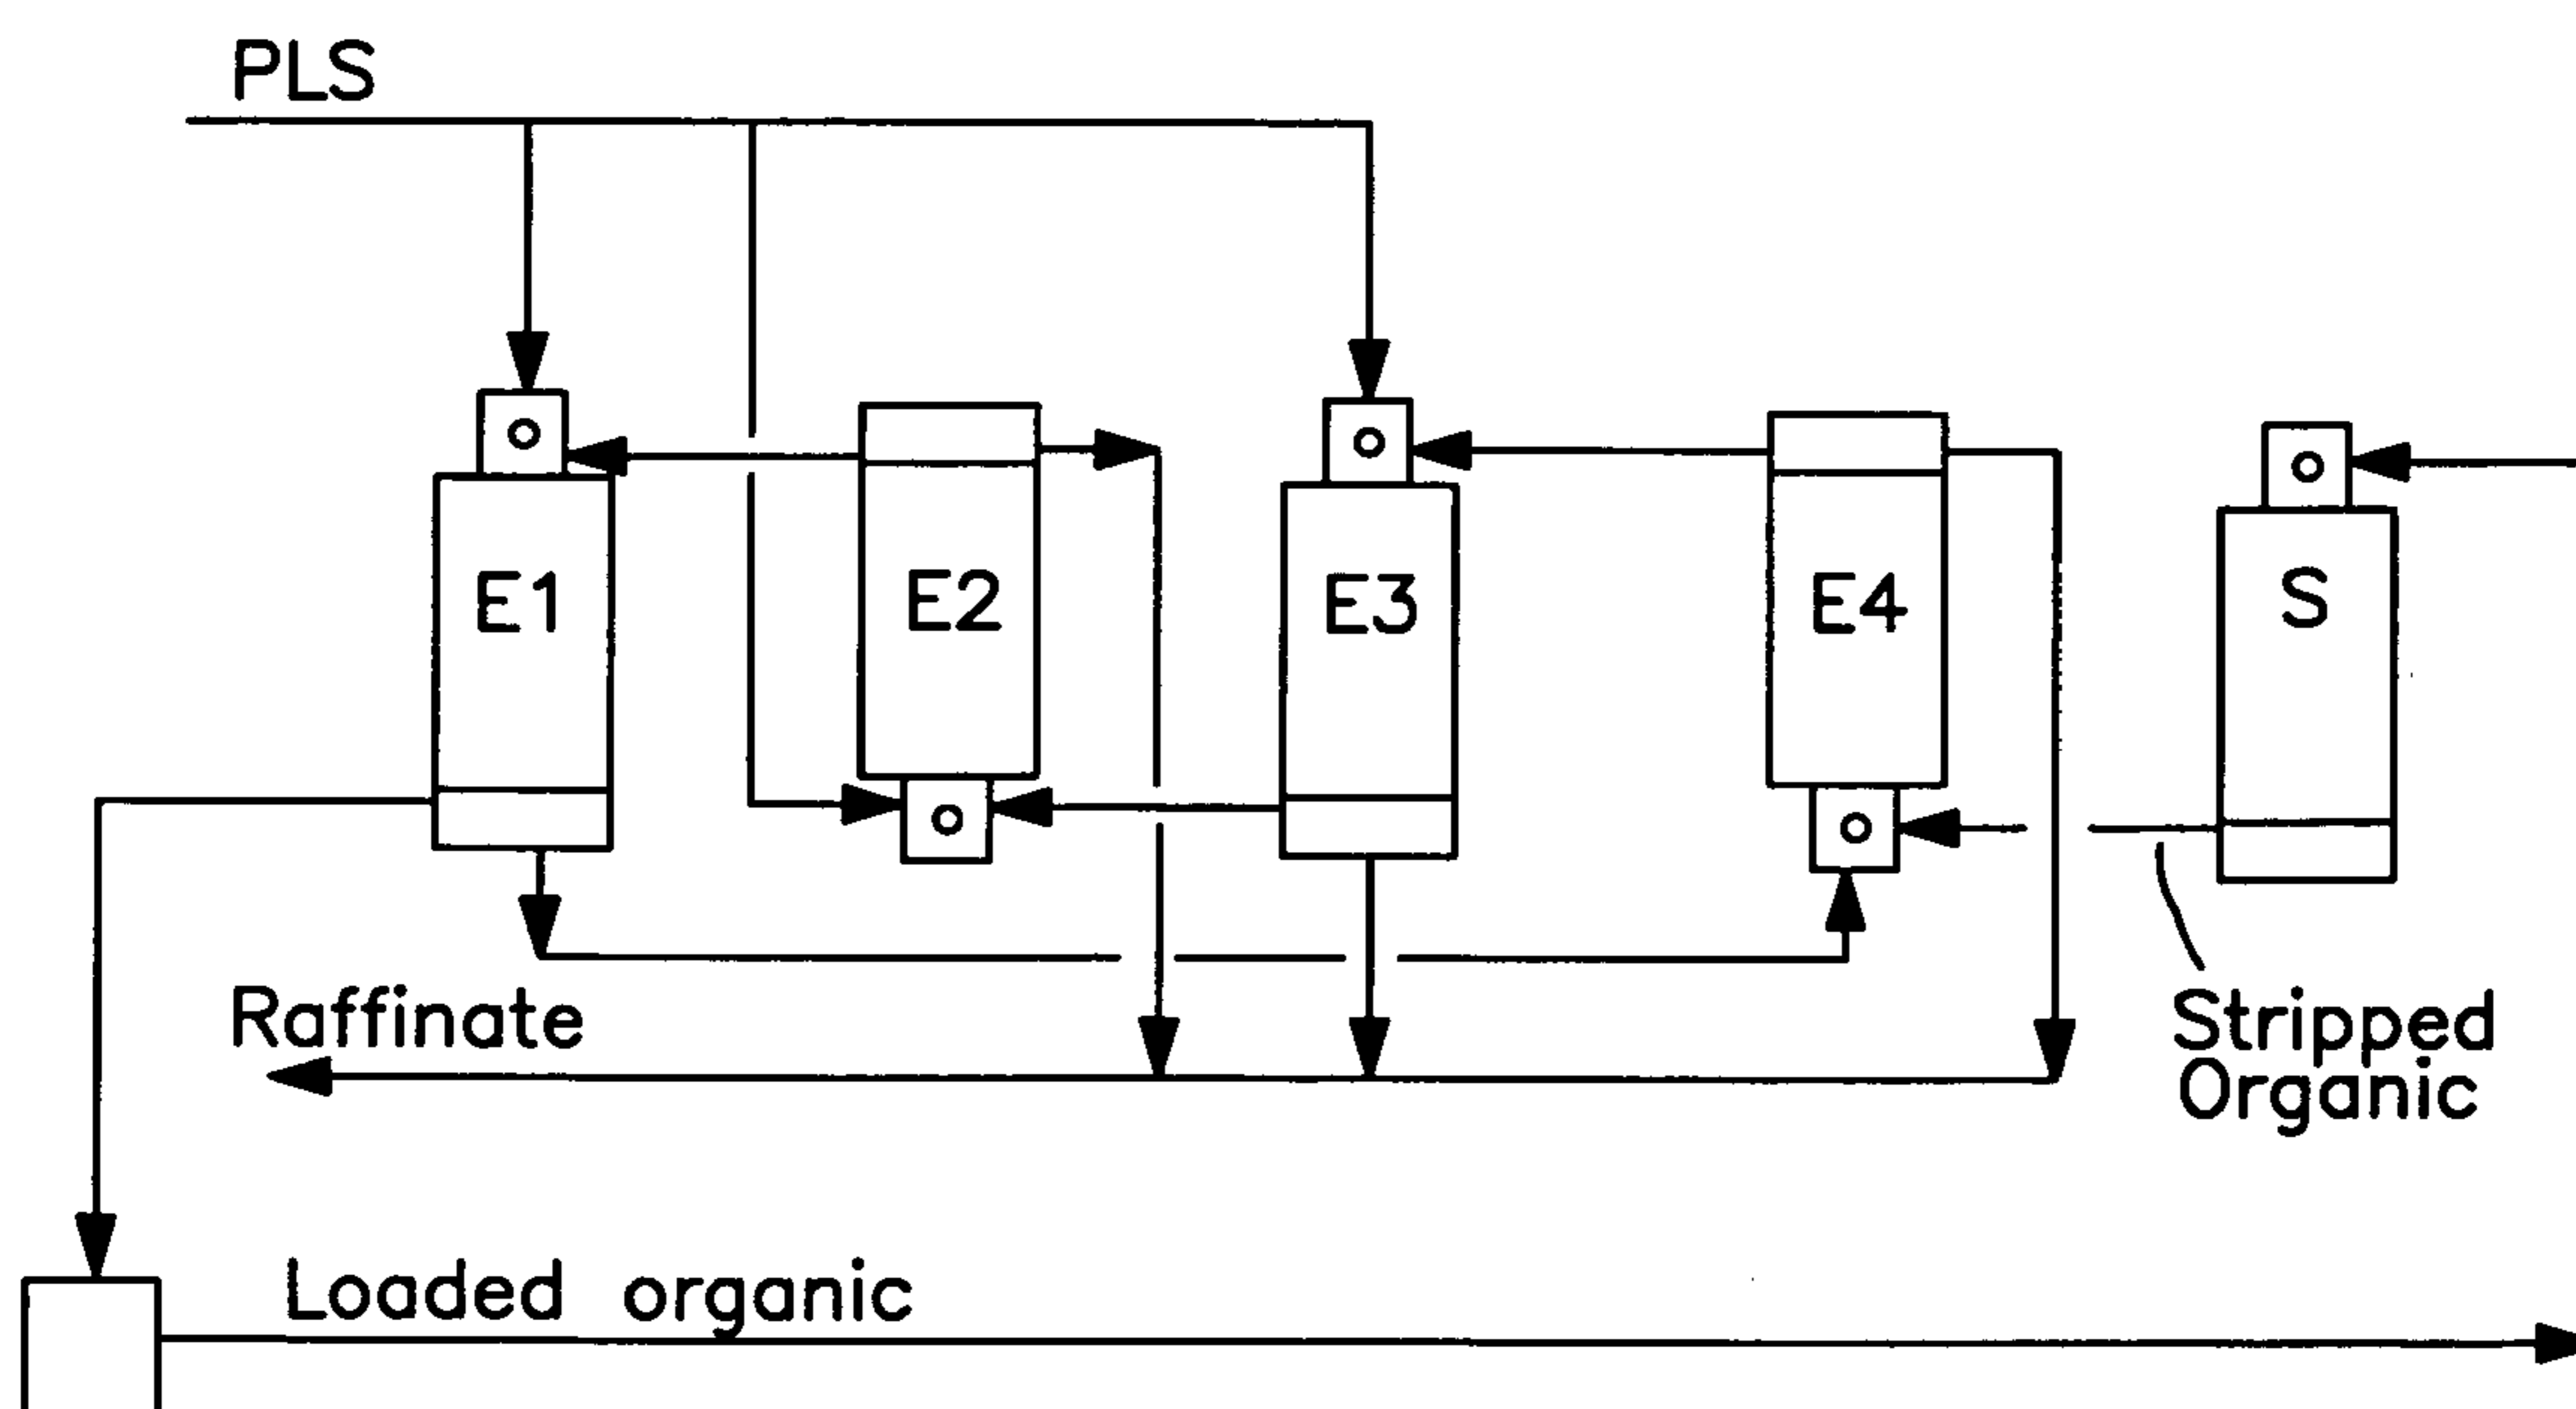 PLS
E1
E2
E3
E4
S
Raffinate
Stripped
Organic
Loaded organic